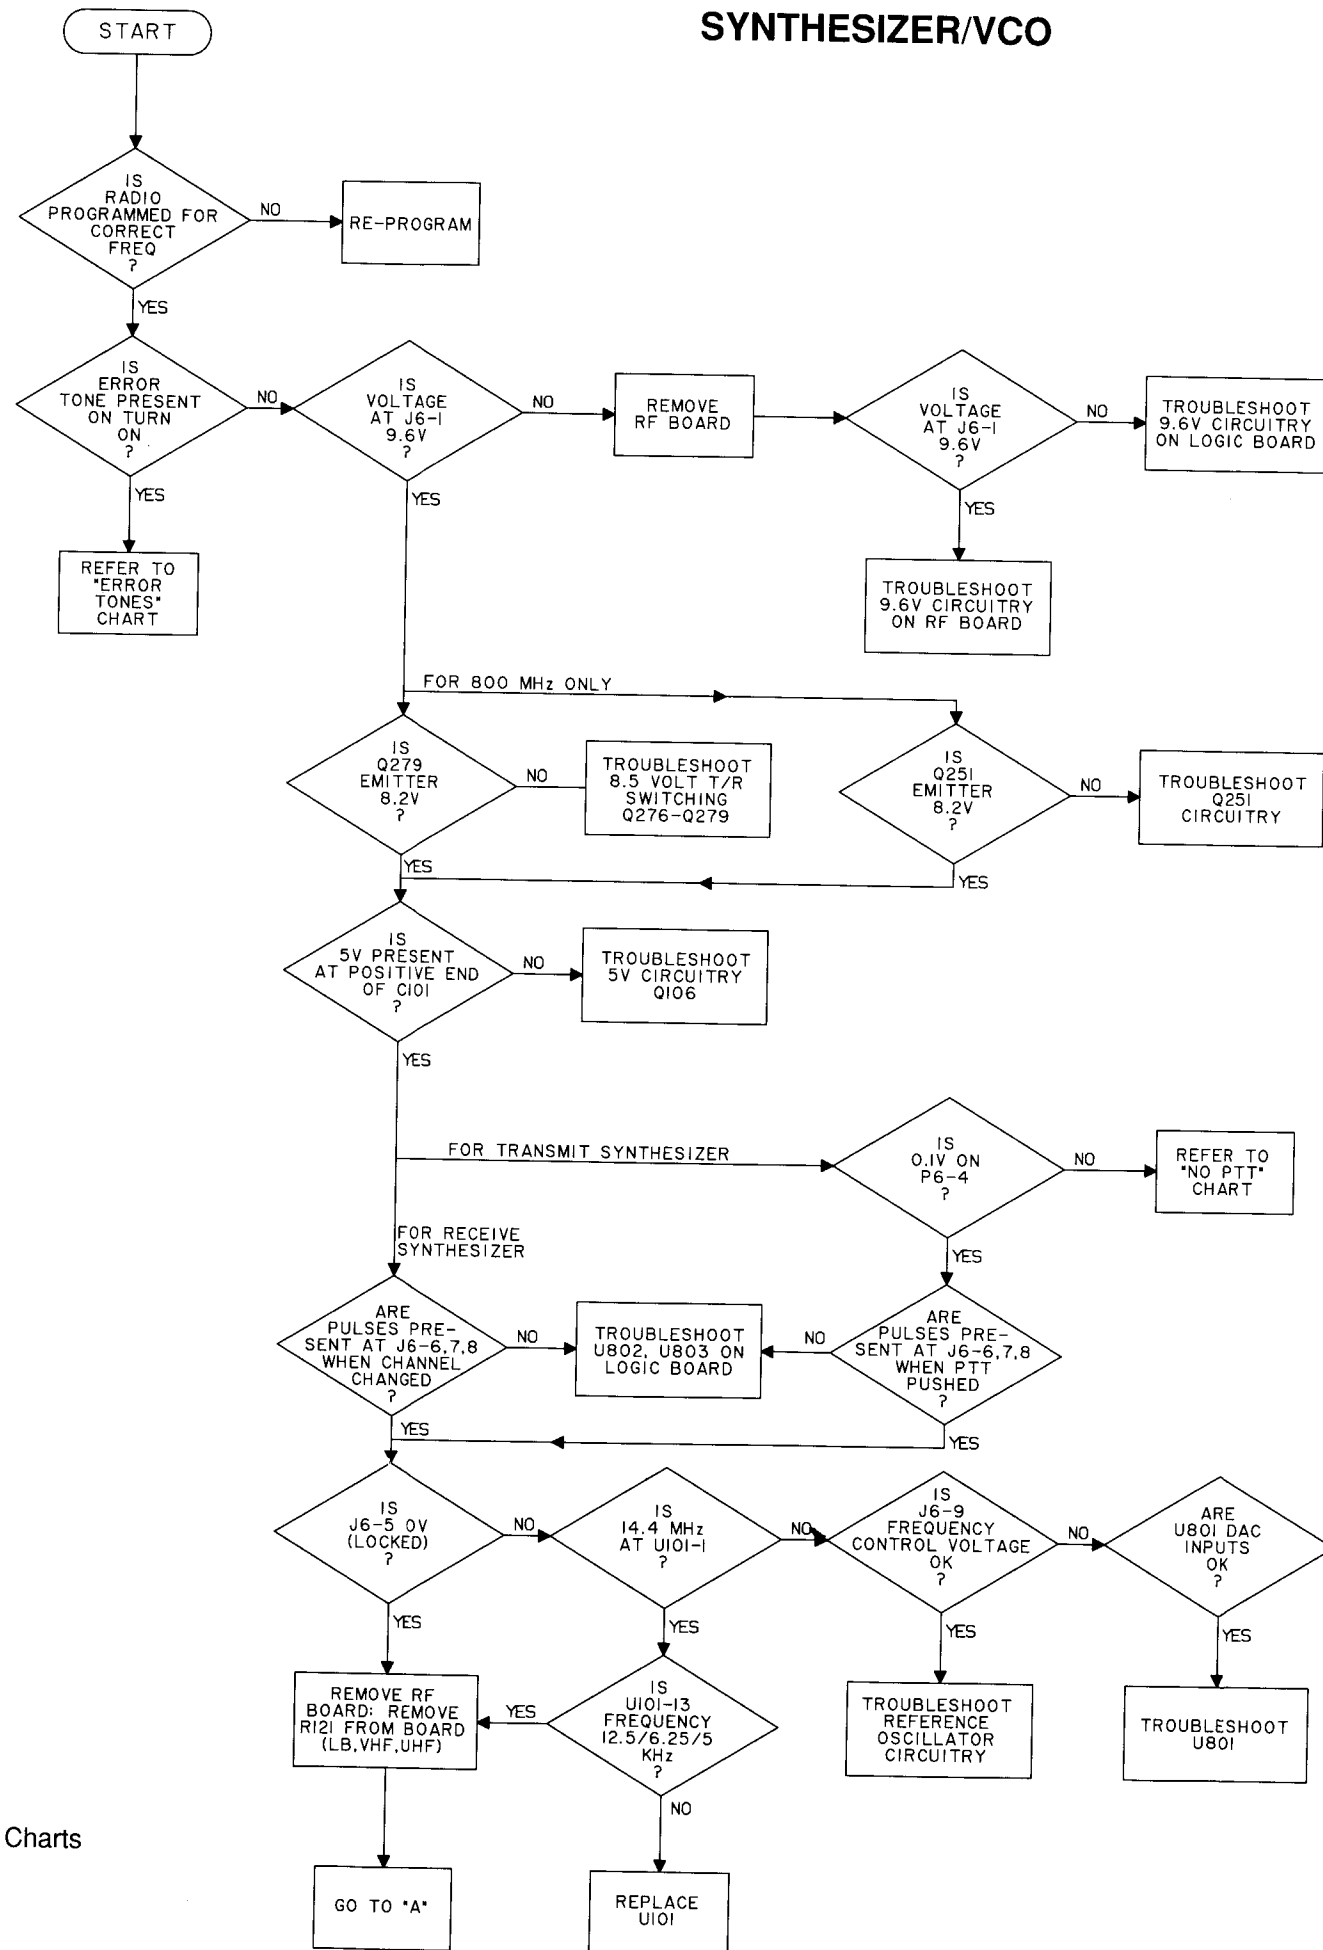 SYNTHESIZER/VCO
START
IS
RADIO
PROGRAMMED FOR
CORRECT
FREQ
?
NO
RE-PROGRAM
YES
IS
ERROR
TONE PRESENT
ON TURN
ON
?
NO
YES
REFER TO
"ERROR
TONES"
CHART
IS
VOLTAGE
AT J6-1
9.6V
?
NO
YES
REMOVE
RF BOARD
IS
VOLTAGE
AT J6-1
9.6V
?
NO
TROUBLESHOOT
9.6V CIRCUITRY
ON LOGIC BOARD
YES
TROUBLESHOOT
9.6V CIRCUITRY
ON RF BOARD
FOR 800 MHz ONLY
IS
Q279
EMITTER
8.2V
?
NO
TROUBLESHOOT
8.5 VOLT T/R
SWITCHING
Q276-Q279
YES
IS
Q251
EMITTER
8.2V
?
NO
TROUBLESHOOT
Q251
CIRCUITRY
YES
IS
5V PRESENT
AT POSITIVE END
OF C101
?
NO
TROUBLESHOOT
5V CIRCUITRY
Q106
YES
FOR TRANSMIT SYNTHESIZER
IS
0.1V ON
P6-4
?
NO
REFER TO
"NO PTT"
CHART
YES
FOR RECEIVE
SYNTHESIZER
ARE
PULSES PRE-
SENT AT J6-6,7,8
WHEN CHANNEL
CHANGED
?
NO
TROUBLESHOOT
U802, U803 ON
LOGIC BOARD
NO
ARE
PULSES PRE-
SENT AT J6-6,7,8
WHEN PTT
PUSHED
?
YES
YES
IS
J6-5 0V
(LOCKED)
?
NO
YES
IS
14.4 MHz
AT U101-1
?
NO
YES
IS
J6-9
FREQUENCY
CONTROL VOLTAGE
OK
?
NO
YES
ARE
U801 DAC
INPUTS
OK
?
YES
REMOVE RF
BOARD: REMOVE
R121 FROM BOARD
(LB,VHF,UHF)
YES
IS
U101-13
FREQUENCY
12.5/6.25/5
KHz
?
NO
TROUBLESHOOT
REFERENCE
OSCILLATOR
CIRCUITRY
TROUBLESHOOT
U801
Charts
GO TO "A"
REPLACE
U101